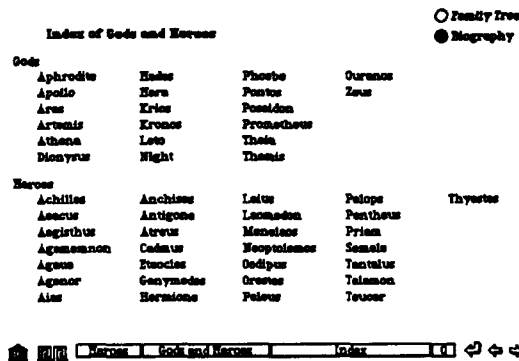 Family Tree
Index of Gods and Heroes
Biography
Gods
Aphrodite Hades Phoebe Ouranos
Apollo Hera Pontos Zeus
Ares Krios Poseidon
Artemis Kronos Prometheus
Athena Leto Theia
Dionysus Night Themis
Heroes
Achilles Anchises Laius Pelops Thyestes
Aeacus Antigone Laomedon Pentheus
Aegisthus Atreus Menelaos Priam
Agamemnon Cadmus Neoptolemos Semele
Agaue Eteocles Oedipus Tantalus
Agenor Ganymedes Orestes Telamon
Aias Hermione Peleus Teucer
Heroes Gods and Heroes Index 0